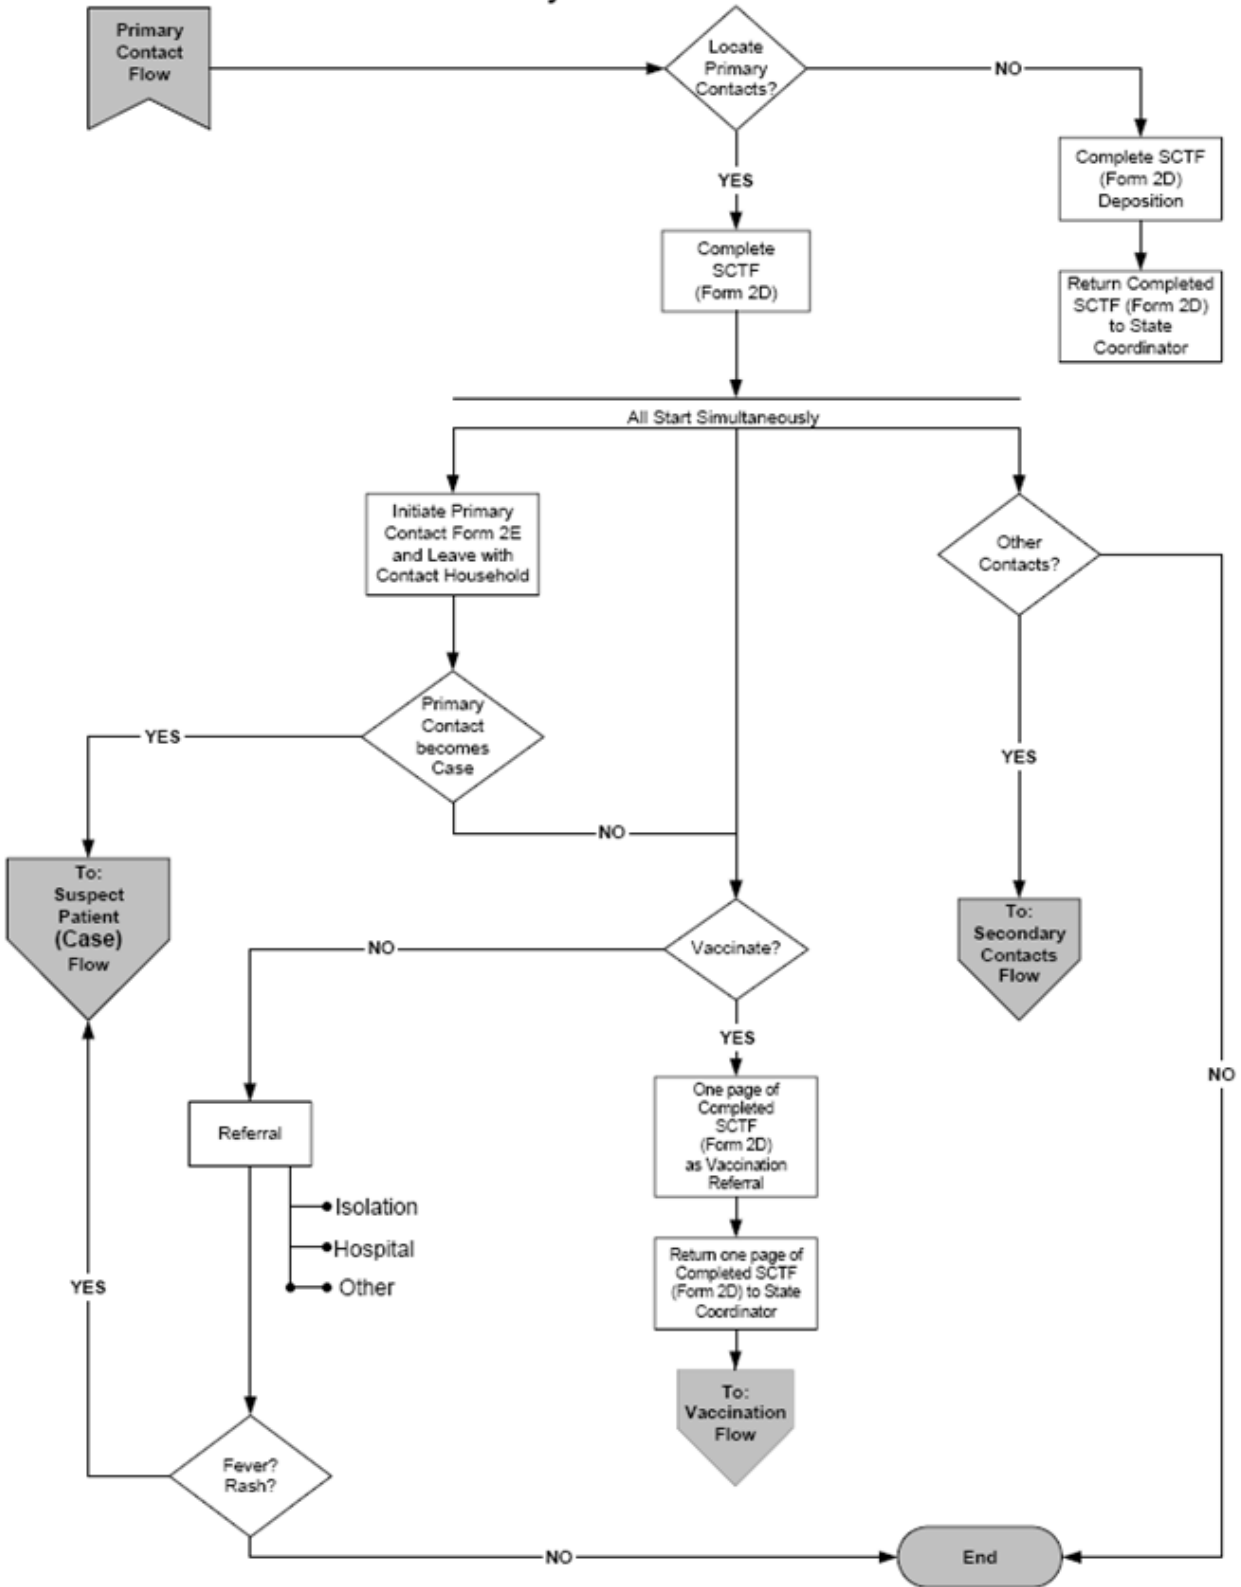 Primary
Contact
Flow
Locate
Primary
Contacts?
NO
YES
Complete SCTF
(Form 2D)
Deposition
Complete
SCTF
(Form 2D)
Return Completed
SCTF (Form 2D)
to State
Coordinator
All Start Simultaneously
Initiate Primary
Contact Form 2E
and Leave with
Contact Household
Other
Contacts?
Primary
Contact
becomes
Case
YES
NO
YES
To:
Suspect
Patient
(Case)
Flow
To:
Secondary
Contacts
Flow
Vaccinate?
NO
YES
NO
One page of
Completed
SCTF
(Form 2D)
as Vaccination
Referral
Referral
Isolation
Hospital
Other
Return one page of
Completed SCTF
(Form 2D) to State
Coordinator
YES
To:
Vaccination
Flow
Fever?
Rash?
NO
End